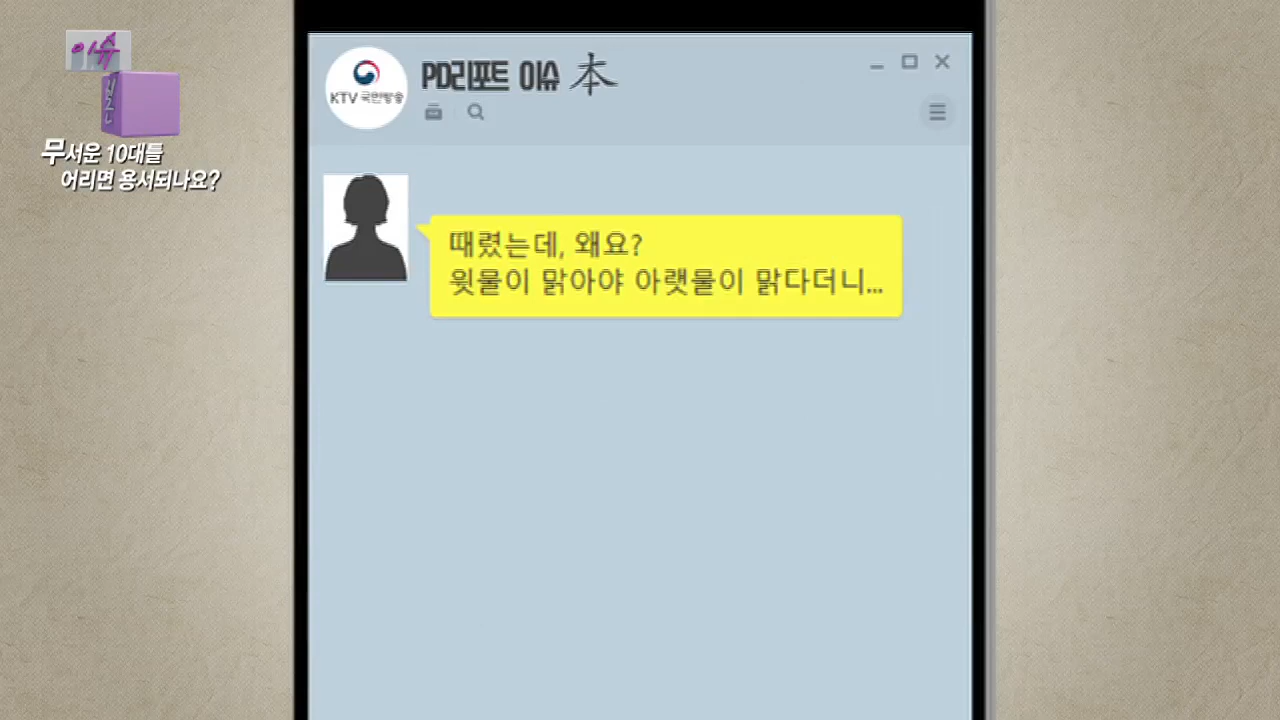 이슈
본
무서운 10대들
어리면 용서되나요?
KTV 국민방송
PD리포트 이슈 本
때렸는데, 왜요?
윗물이 맑아야 아랫물이 맑다더니...